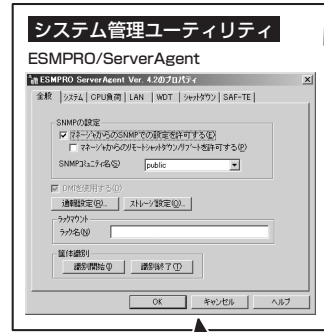 システム管理ユーティリティ
ESMPRO/ServerAgent
ESMPRO ServerAgent Ver. 4.2のプロパティ
全般 システム CPU負荷 LAN WDT シャットダウン SAF-TE
SNMPの設定
マネージャからのSNMPでの設定を許可する(E)
マネージャからのリモートシャットダウン/リブートを許可する(P)
SNMPコミュニティ名(S) public
DMIを使用する(D)
通報設定(R)... ストレージ設定(O)...
ラックマウント
ラック名(N)
筐体識別
識別開始(I) 識別終了(T)
OK キャンセル ヘルプ